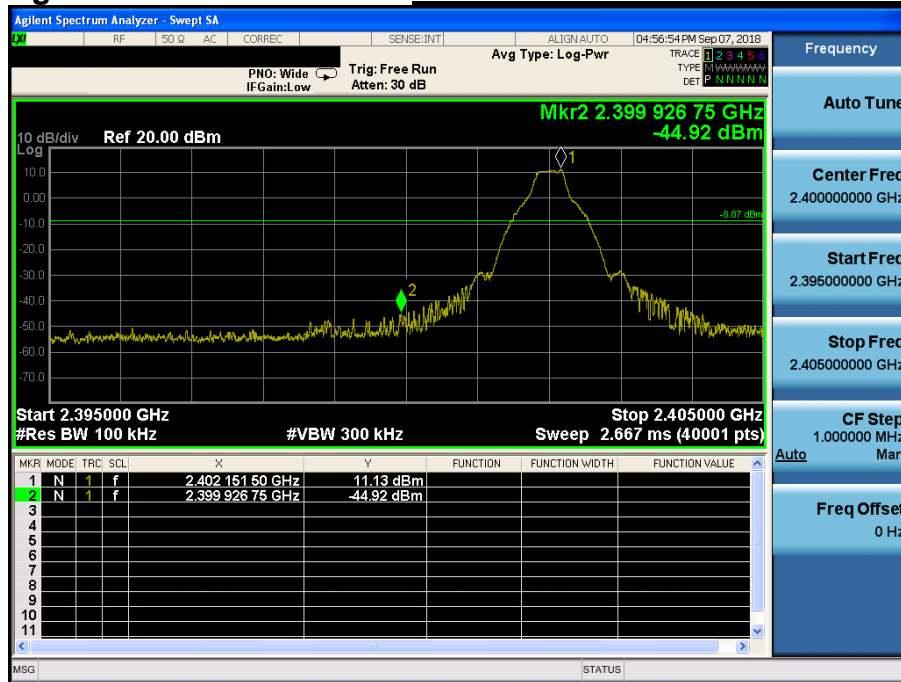 Agilent Spectrum Analyzer - Swept SA
LXI RF 50 Ω AC CORREC SENSE:INT ALIGN AUTO 04:56:54 PM Sep 07, 2018
Avg Type: Log-Pwr
TRACE 1 2 3 4 5 6
TYPE M WWWWW
DET P N N N N N
PNO: Wide Trig: Free Run
IFGain:Low Atten: 30 dB
Mkr2 2.399 926 75 GHz
-44.92 dBm
10 dB/div Ref 20.00 dBm
Log
1
10.0
0.00
-8.87 dBm
-10.0
-20.0
-30.0
2
-40.0
-50.0
-60.0
-70.0
Start 2.395000 GHz Stop 2.405000 GHz
#Res BW 100 kHz #VBW 300 kHz Sweep 2.667 ms (40001 pts)
MKR MODE TRC SCL X Y FUNCTION FUNCTION WIDTH FUNCTION VALUE
1 N 1 f 2.402 151 50 GHz 11.13 dBm
2 N 1 f 2.399 926 75 GHz -44.92 dBm
3
4
5
6
7
8
9
10
11
MSG STATUS
Frequency
Auto Tune
Center Freq
2.400000000 GHz
Start Freq
2.395000000 GHz
Stop Freq
2.405000000 GHz
CF Step
1.000000 MHz
Auto Man
Freq Offset
0 Hz